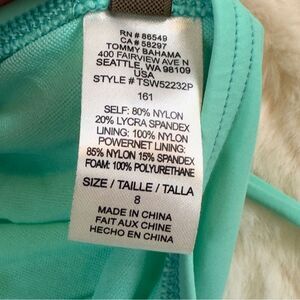 RN # 86549
CA # 58297
TOMMY BAHAMA
400 FAIRVIEW AVE N
SEATTLE, WA 98109
USA
STYLE # TSW52232P
161
SELF: 80% NYLON
20% LYCRA SPANDEX
LINING: 100% NYLON
POWERNET LINING:
85% NYLON 15% SPANDEX
FOAM: 100% POLYURETHANE
SIZE / TAILLE / TALLA
8
MADE IN CHINA
FAIT AUX CHINE
HECHO EN CHINA